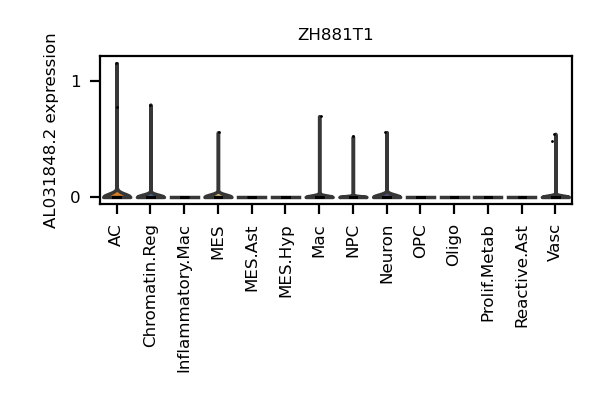 ZH881T1
AL031848.2 expression
1
0
AC
Chromatin.Reg
Inflammatory.Mac
MES
MES.Ast
MES.Hyp
Mac
NPC
Neuron
OPC
Oligo
Prolif.Metab
Reactive.Ast
Vasc